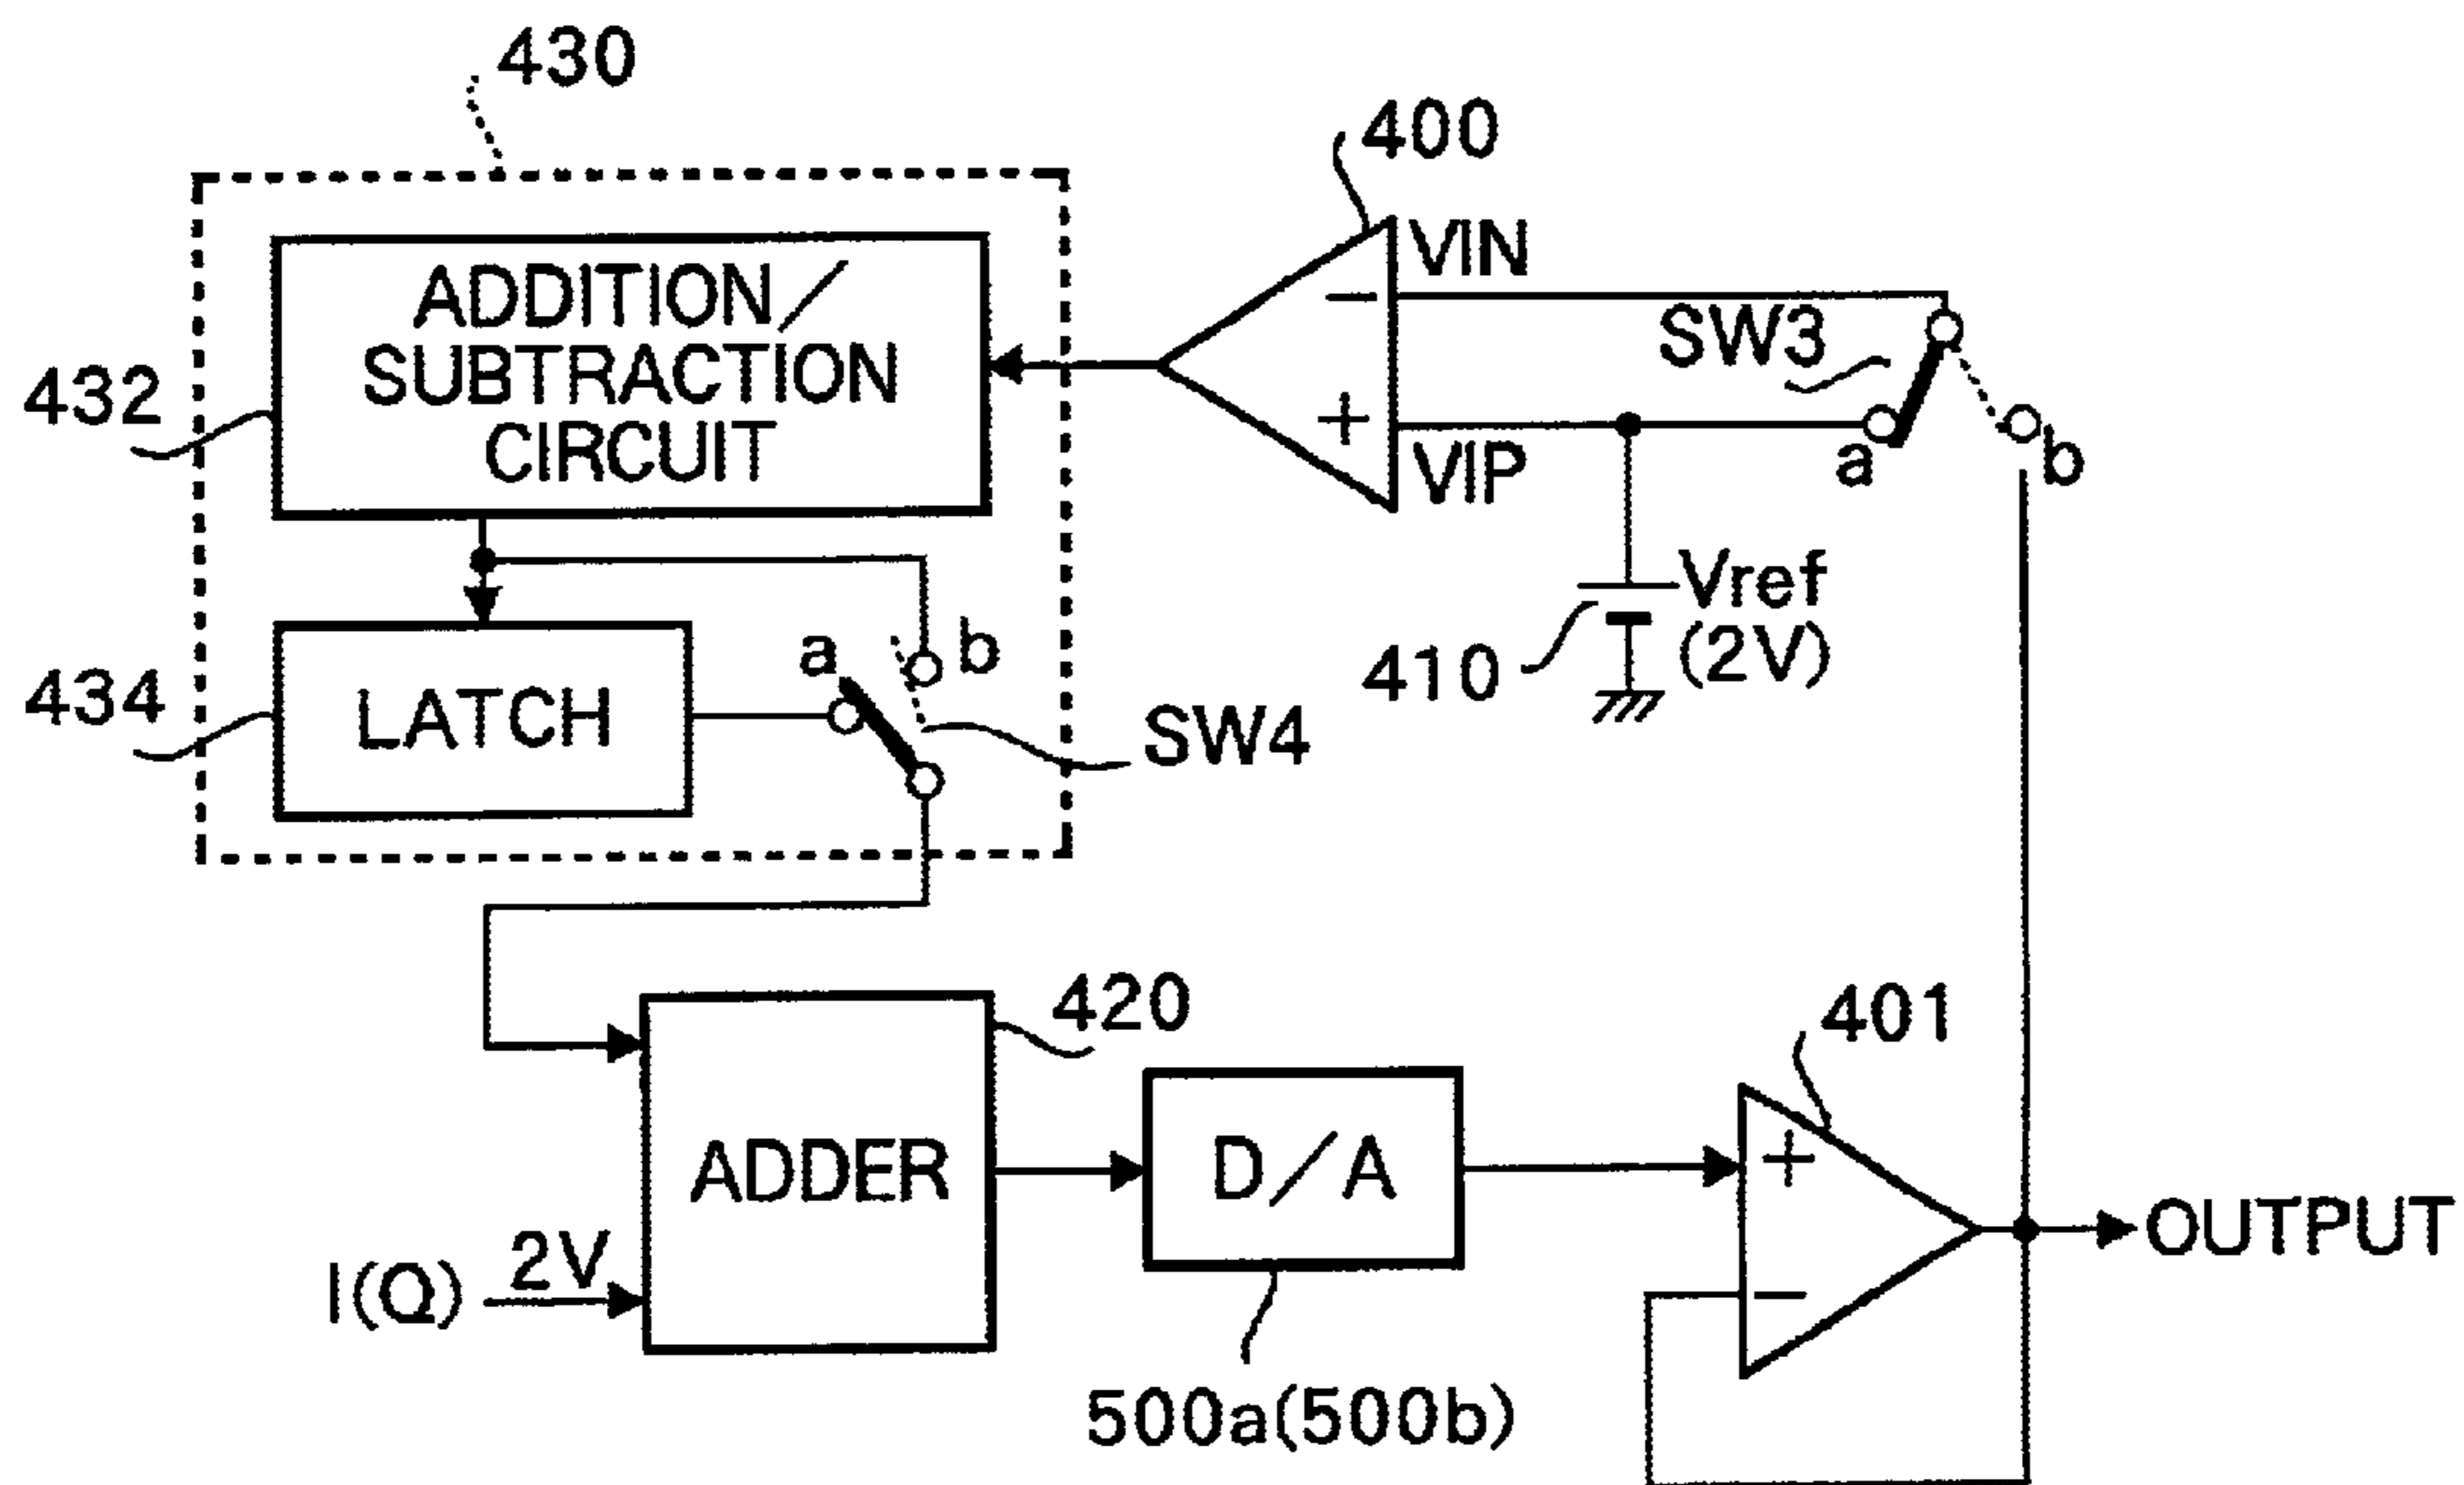 430
400
VIN
ADDITION/
SUBTRACTION
CIRCUIT
−
SW3
+
432
VIP
a
b
Vref
(2V)
410
a
b
434
LATCH
SW4
420
401
ADDER
D/A
+
OUTPUT
I(Q)
2V
−
500a(500b)